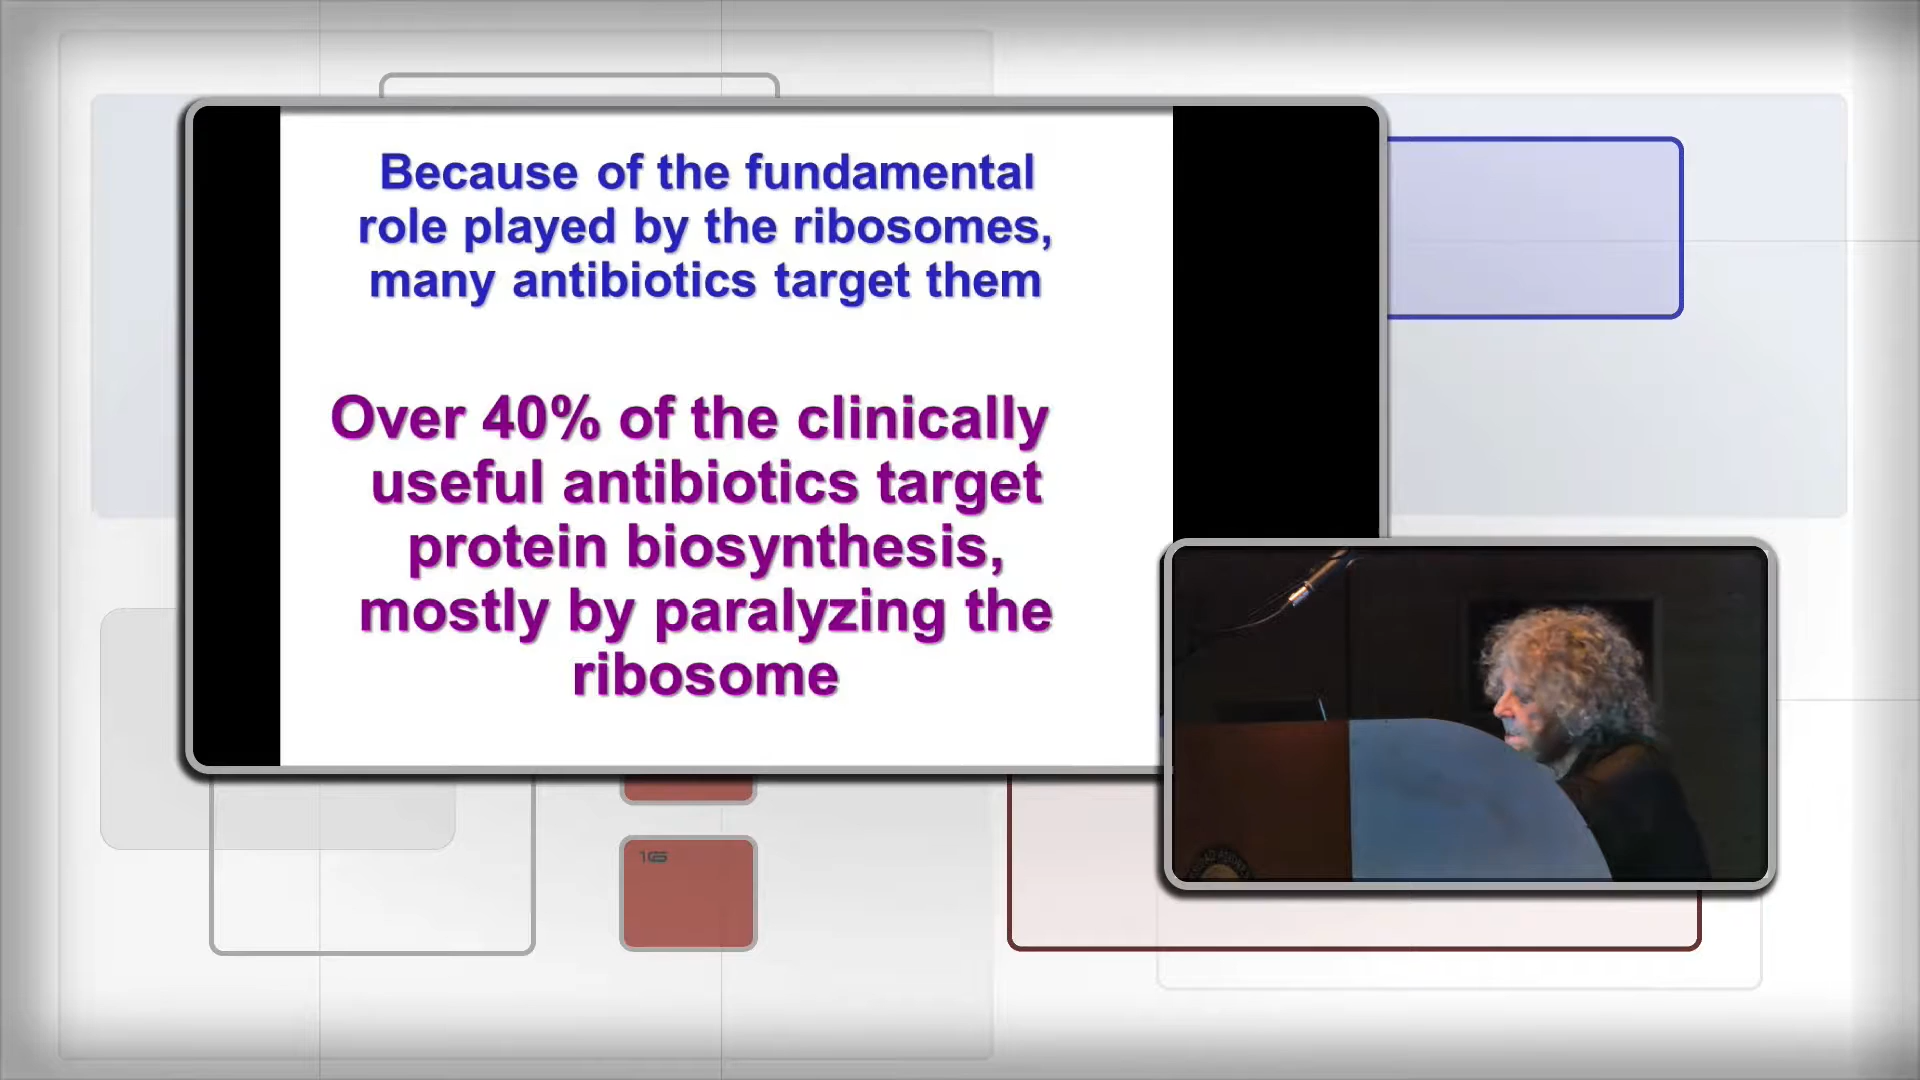 Because of the fundamental
role played by the ribosomes,
many antibiotics target them
Over 40% of the clinically
useful antibiotics target
protein biosynthesis,
mostly by paralyzing the
ribosome